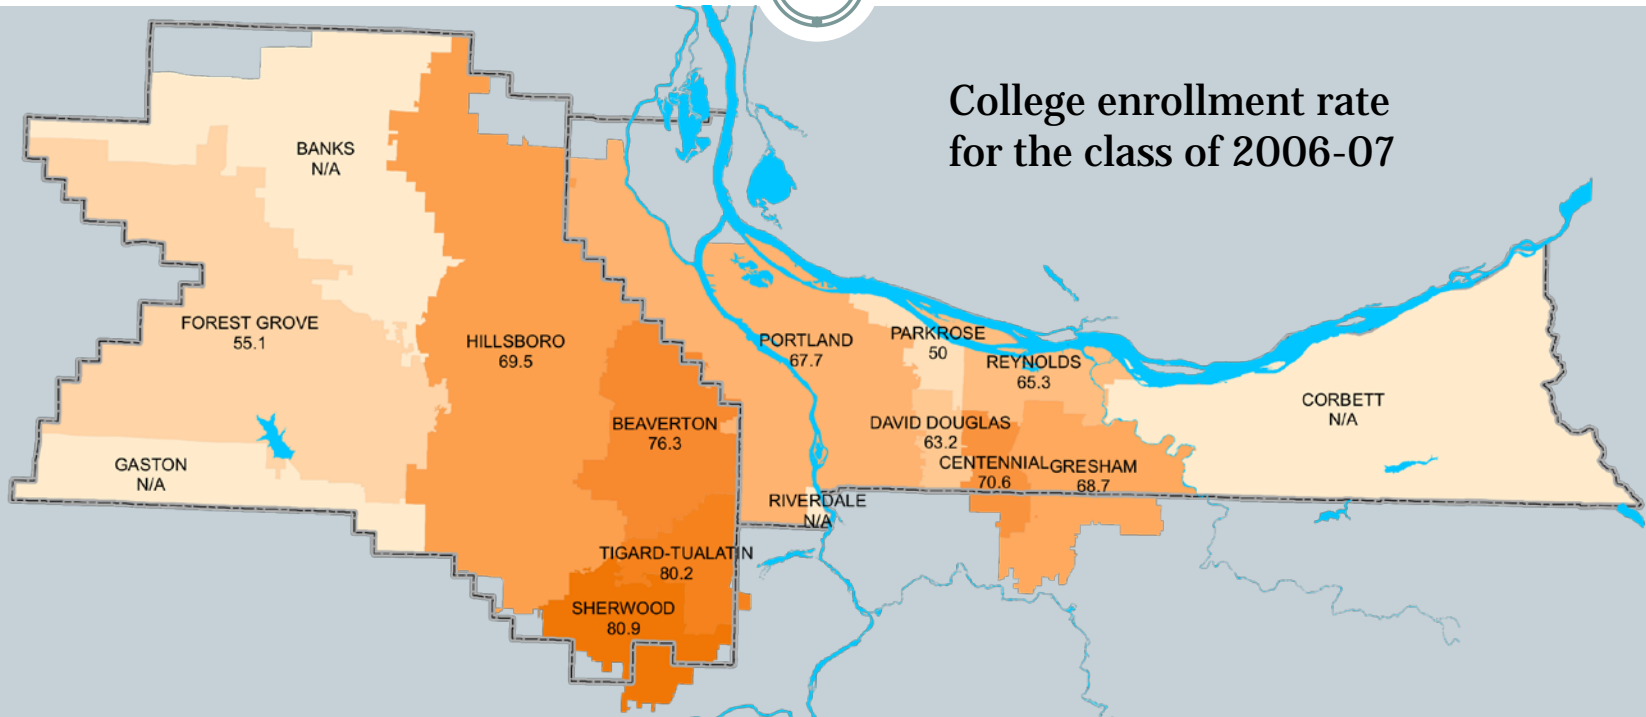 College enrollment rate
for the class of 2006-07
BANKS
N/A
FOREST GROVE
55.1
HILLSBORO
69.5
PORTLAND
67.7
PARKROSE
50
REYNOLDS
65.3
CORBETT
N/A
BEAVERTON
76.3
DAVID DOUGLAS
63.2
GASTON
N/A
CENTENNIAL
70.6
GRESHAM
68.7
RIVERDALE
N/A
TIGARD-TUALATIN
80.2
SHERWOOD
80.9